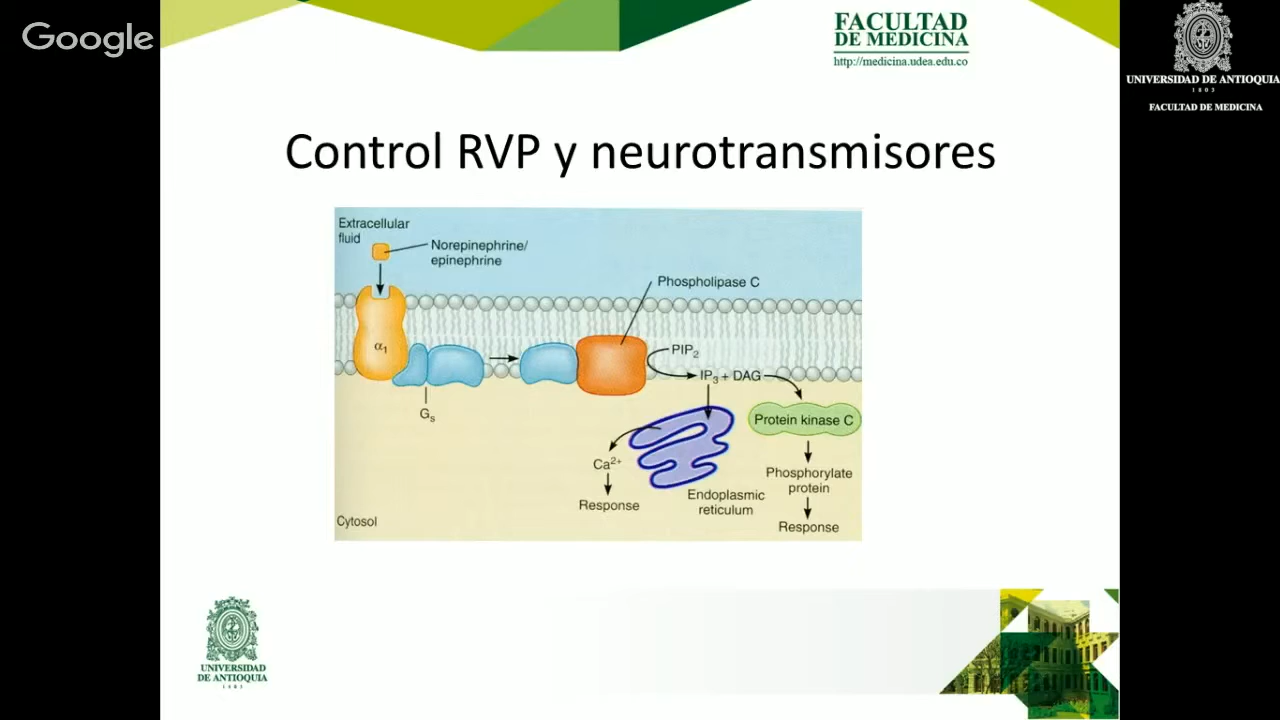 Google
FACULTAD
DE MEDICINA
http://medicina.udea.edu.co
UNIVERSIDAD DE ANTIOQUIA
1803
FACULTAD DE MEDICINA
Control RVP y neurotransmisores
Extracellular
fluid
Norepinephrine/
epinephrine
Phospholipase C
α1
PIP2
IP3 + DAG
Gs
Protein kinase C
Ca2+
Response
Endoplasmic
reticulum
Phosphorylate
protein
Response
Cytosol
UNIVERSIDAD
DE ANTIOQUIA
1803